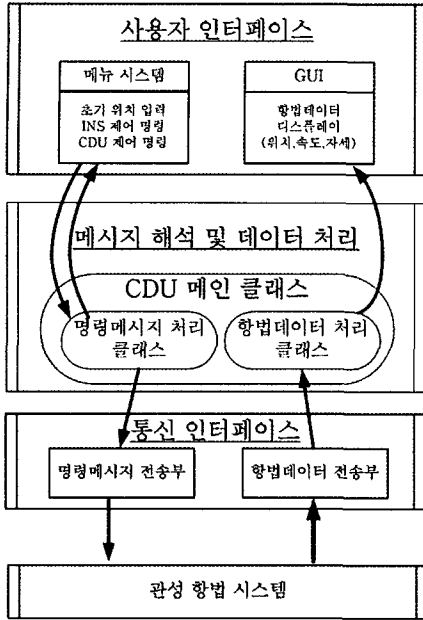 사용자 인터페이스
메뉴 시스템
초기 위치 입력
INS 제어 명령
CDU 제어 명령
GUI
항법데이터
디스플레이
(위치,속도,자세)
메시지 해석 및 데이터 처리
CDU 메인 클래스
명령메시지 처리
클래스
항법데이터 처리
클래스
통신 인터페이스
명령메시지 전송부
항법데이터 전송부
관성 항법 시스템